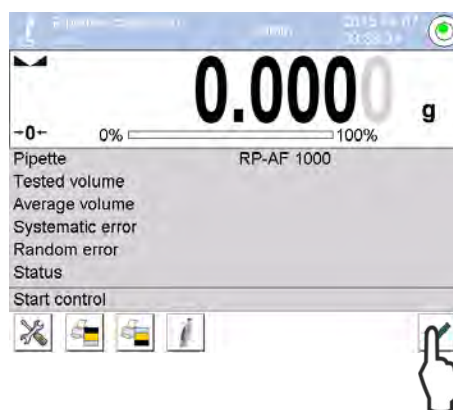 0.0000 g
→0← 0% 100%
Pipette RP-AF 1000
Tested volume
Average volume
Systematic error
Random error
Status
Start control